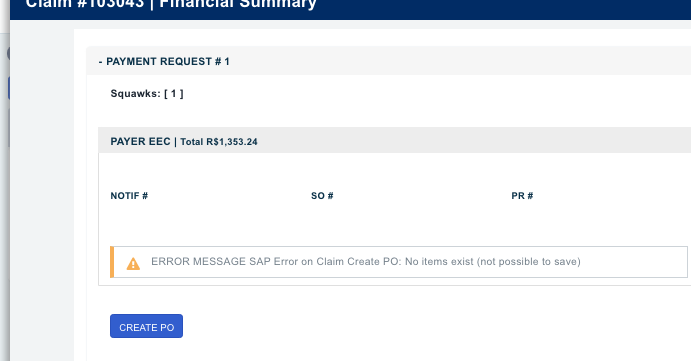 Claim #103043 | Financial Summary
- PAYMENT REQUEST # 1
Squawks: [ 1 ]
PAYER EEC | Total R$1,353.24
NOTIF # SO # PR #
ERROR MESSAGE SAP Error on Claim Create PO: No items exist (not possible to save)
CREATE PO